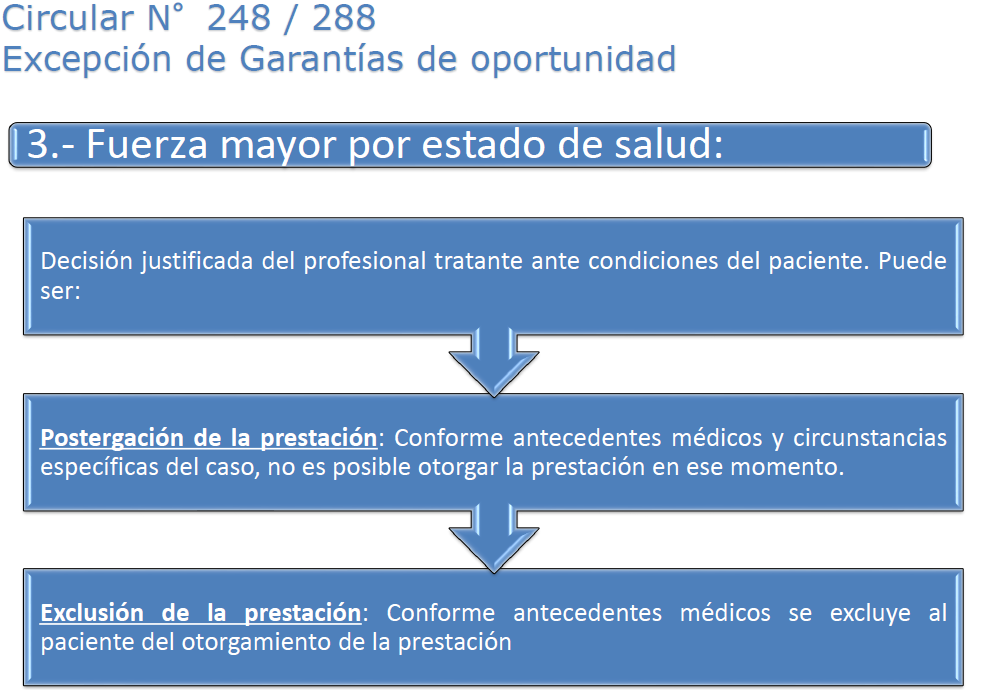 Circular N° 248 / 288
Excepción de Garantías de oportunidad
3.- Fuerza mayor por estado de salud:
Decisión justificada del profesional tratante ante condiciones del paciente. Puede
ser:
Postergación de la prestación: Conforme antecedentes médicos y circunstancias
específicas del caso, no es posible otorgar la prestación en ese momento.
Exclusión de la prestación: Conforme antecedentes médicos se excluye al
paciente del otorgamiento de la prestación